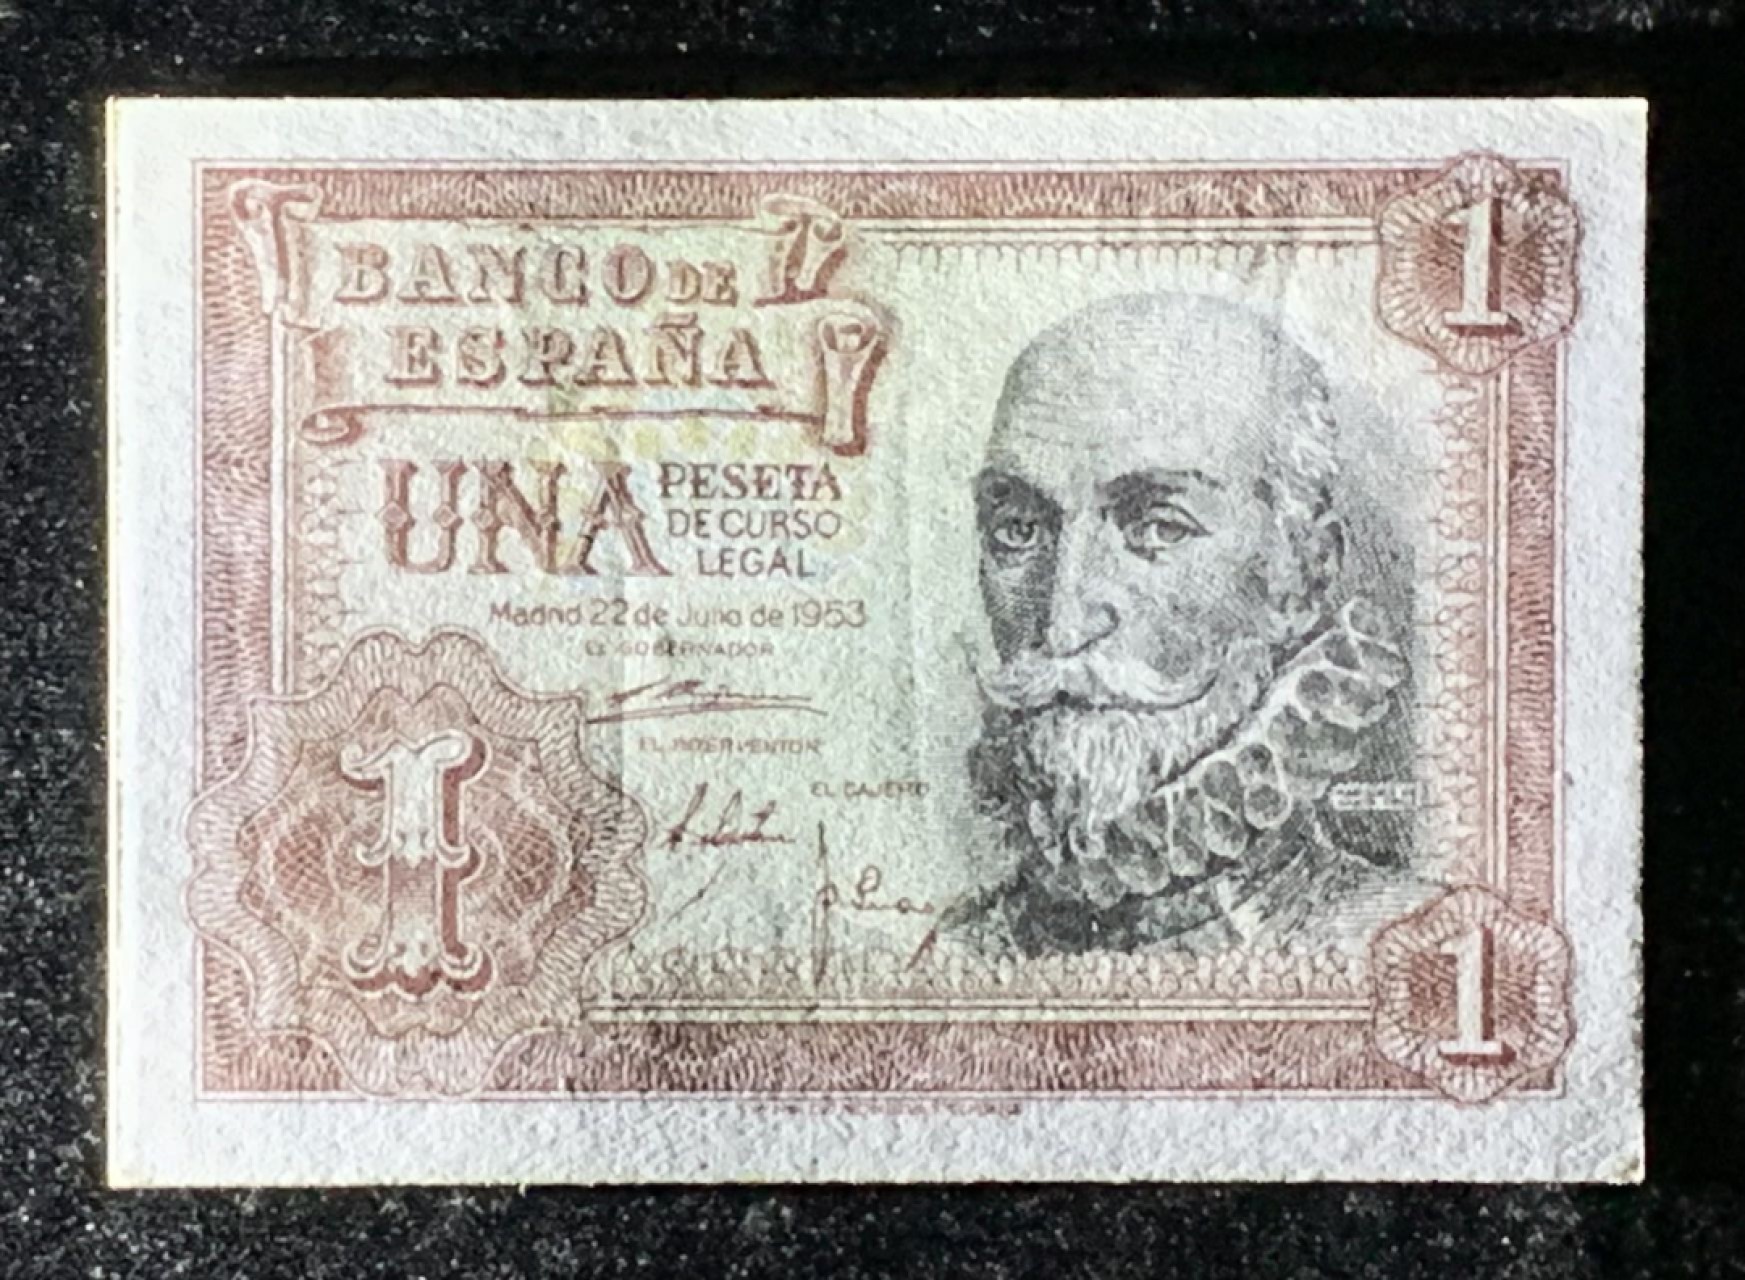 BANCO DE
ESPAÑA
1
UNA PESETA
DE CURSO
LEGAL
Madrid 22 de Julio de 1953
EL GOBERNADOR
EL INTERVENTOR
EL CAJERO
1
1